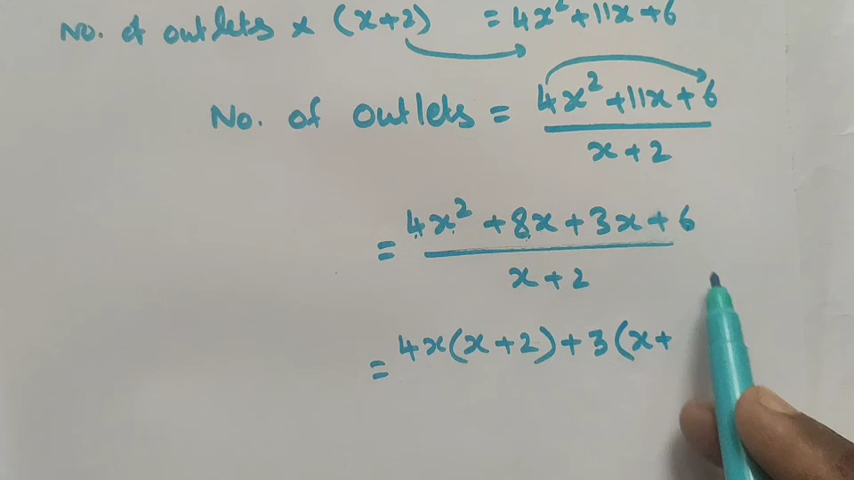 No. of outlets × (x+2) = 4x²+11x+6
No. of outlets = 4x²+11x+6
x+2
= 4x²+8x+3x+6
x+2
= 4x(x+2)+3(x+